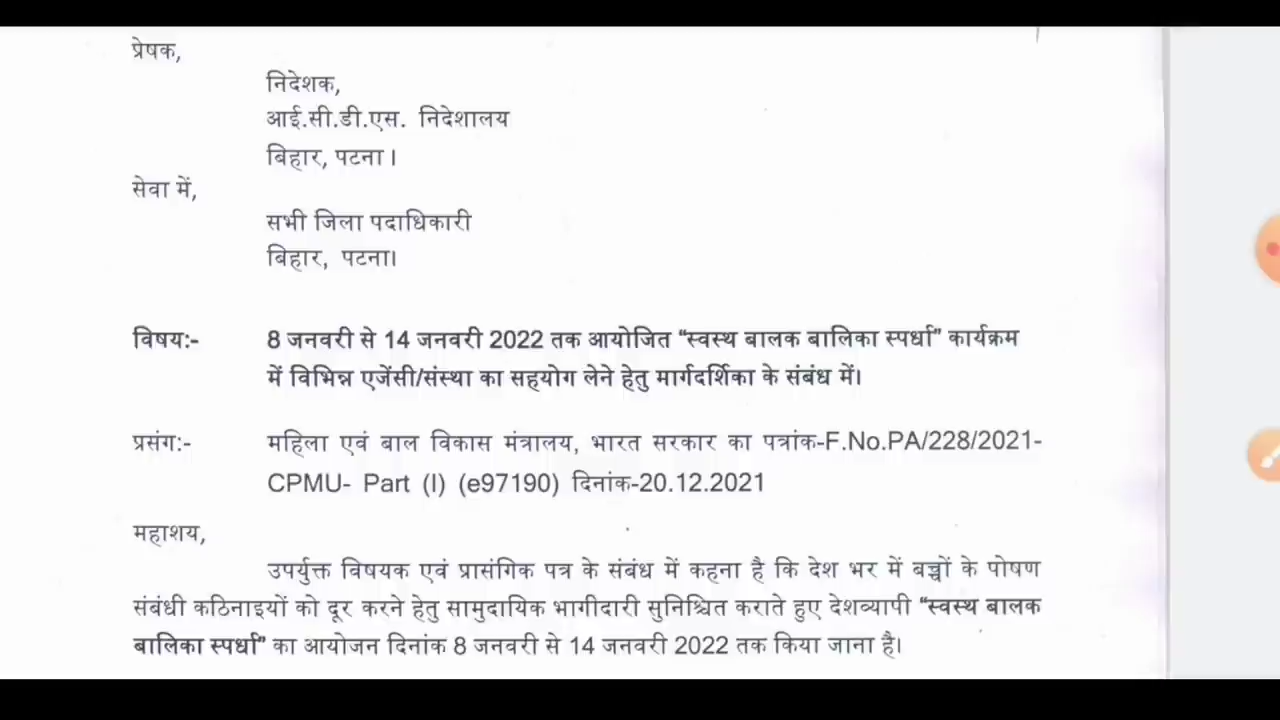 प्रेषक,
निदेशक,
आई.सी.डी.एस. निदेशालय
बिहार, पटना।
सेवा में,
सभी जिला पदाधिकारी
बिहार, पटना।
विषय:- 8 जनवरी से 14 जनवरी 2022 तक आयोजित “स्वस्थ बालक बालिका स्पर्धा” कार्यक्रम
में विभिन्न एजेंसी/संस्था का सहयोग लेने हेतु मार्गदर्शिका के संबंध में।
प्रसंग:- महिला एवं बाल विकास मंत्रालय, भारत सरकार का पत्रांक-F.No.PA/228/2021-
CPMU- Part (I) (e97190) दिनांक-20.12.2021
महाशय,
उपर्युक्त विषयक एवं प्रासंगिक पत्र के संबंध में कहना है कि देश भर में बच्चों के पोषण
संबंधी कठिनाइयों को दूर करने हेतु सामुदायिक भागीदारी सुनिश्चित कराते हुए देशव्यापी “स्वस्थ बालक
बालिका स्पर्धा” का आयोजन दिनांक 8 जनवरी से 14 जनवरी 2022 तक किया जाना है।